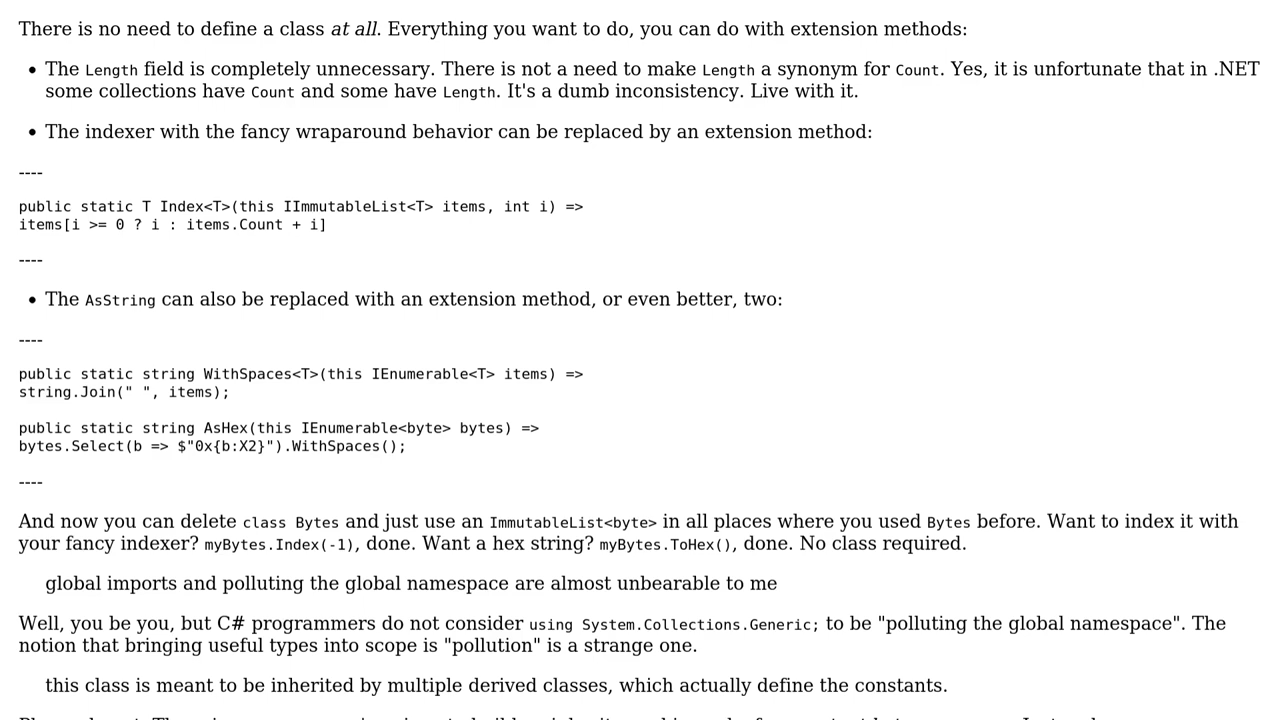 There is no need to define a class at all. Everything you want to do, you can do with extension methods:
• The Length field is completely unnecessary. There is not a need to make Length a synonym for Count. Yes, it is unfortunate that in .NET
some collections have Count and some have Length. It's a dumb inconsistency. Live with it.
• The indexer with the fancy wraparound behavior can be replaced by an extension method:
----
public static T Index<T>(this IImmutableList<T> items, int i) =>
items[i >= 0 ? i : items.Count + i]
----
• The AsString can also be replaced with an extension method, or even better, two:
----
public static string WithSpaces<T>(this IEnumerable<T> items) =>
string.Join(" ", items);
public static string AsHex(this IEnumerable<byte> bytes) =>
bytes.Select(b => $"0x{b:X2}").WithSpaces();
----
And now you can delete class Bytes and just use an ImmutableList<byte> in all places where you used Bytes before. Want to index it with
your fancy indexer? myBytes.Index(-1), done. Want a hex string? myBytes.ToHex(), done. No class required.
global imports and polluting the global namespace are almost unbearable to me
Well, you be you, but C# programmers do not consider using System.Collections.Generic; to be "polluting the global namespace". The
notion that bringing useful types into scope is "pollution" is a strange one.
this class is meant to be inherited by multiple derived classes, which actually define the constants.